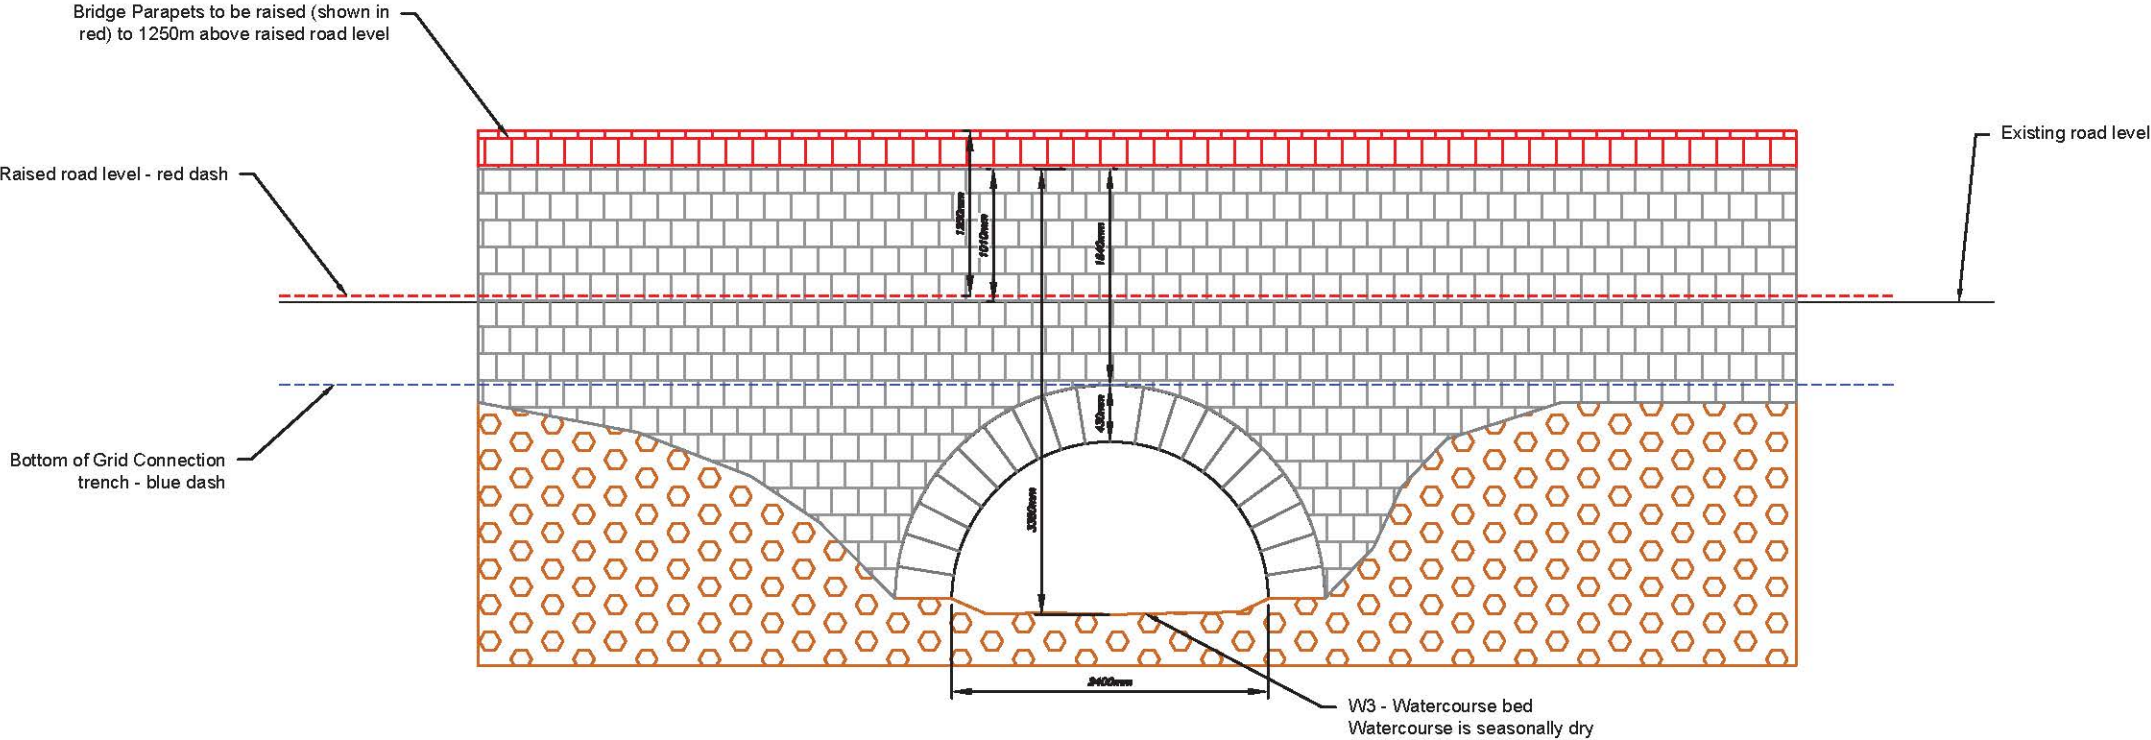 Bridge Parapets to be raised (shown in
red) to 1250m above raised road level
Existing road level
Raised road level - red dash
1250mm
1010mm
1640mm
430mm
Bottom of Grid Connection
trench - blue dash
3380mm
2400mm
W3 - Watercourse bed
Watercourse is seasonally dry